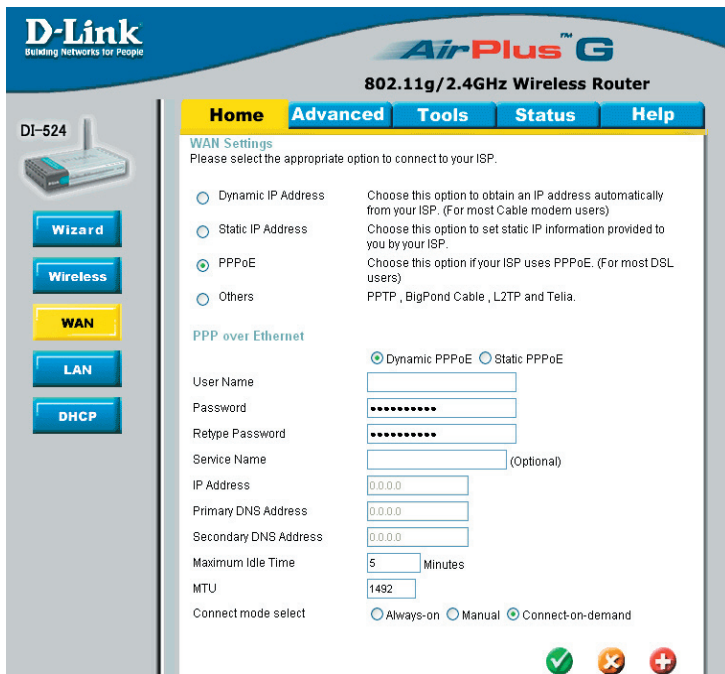 D-Link
Building Networks for People
AirPlus G™
802.11g/2.4GHz Wireless Router
DI-524
Home
Advanced
Tools
Status
Help
Wizard
Wireless
WAN
LAN
DHCP
WAN Settings
Please select the appropriate option to connect to your ISP.
Dynamic IP Address
Choose this option to obtain an IP address automatically
from your ISP. (For most Cable modem users)
Static IP Address
Choose this option to set static IP information provided to
you by your ISP.
PPPoE
Choose this option if your ISP uses PPPoE. (For most DSL
users)
Others
PPTP , BigPond Cable , L2TP and Telia.
PPP over Ethernet
Dynamic PPPoE Static PPPoE
User Name
Password ••••••••••
Retype Password ••••••••••
Service Name (Optional)
IP Address 0.0.0.0
Primary DNS Address 0.0.0.0
Secondary DNS Address 0.0.0.0
Maximum Idle Time 5 Minutes
MTU 1492
Connect mode select Always-on Manual Connect-on-demand